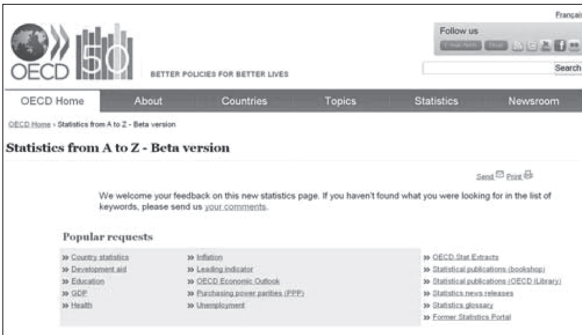 Français
Follow us
E-mail Alerts Blogs
OECD 50
BETTER POLICIES FOR BETTER LIVES
Search
OECD Home About Countries Topics Statistics Newsroom
OECD Home › Statistics from A to Z - Beta version
Statistics from A to Z - Beta version
Send Print
We welcome your feedback on this new statistics page. If you haven't found what you were looking for in the list of
keywords, please send us your comments.
Popular requests
» Country statistics
» Development aid
» Education
» GDP
» Health
» Inflation
» Leading indicator
» OECD Economic Outlook
» Purchasing power parities (PPP)
» Unemployment
» OECD.Stat Extracts
» Statistical publications (bookshop)
» Statistical publications (OECD iLibrary)
» Statistics news releases
» Statistics glossary
» Former Statistics Portal